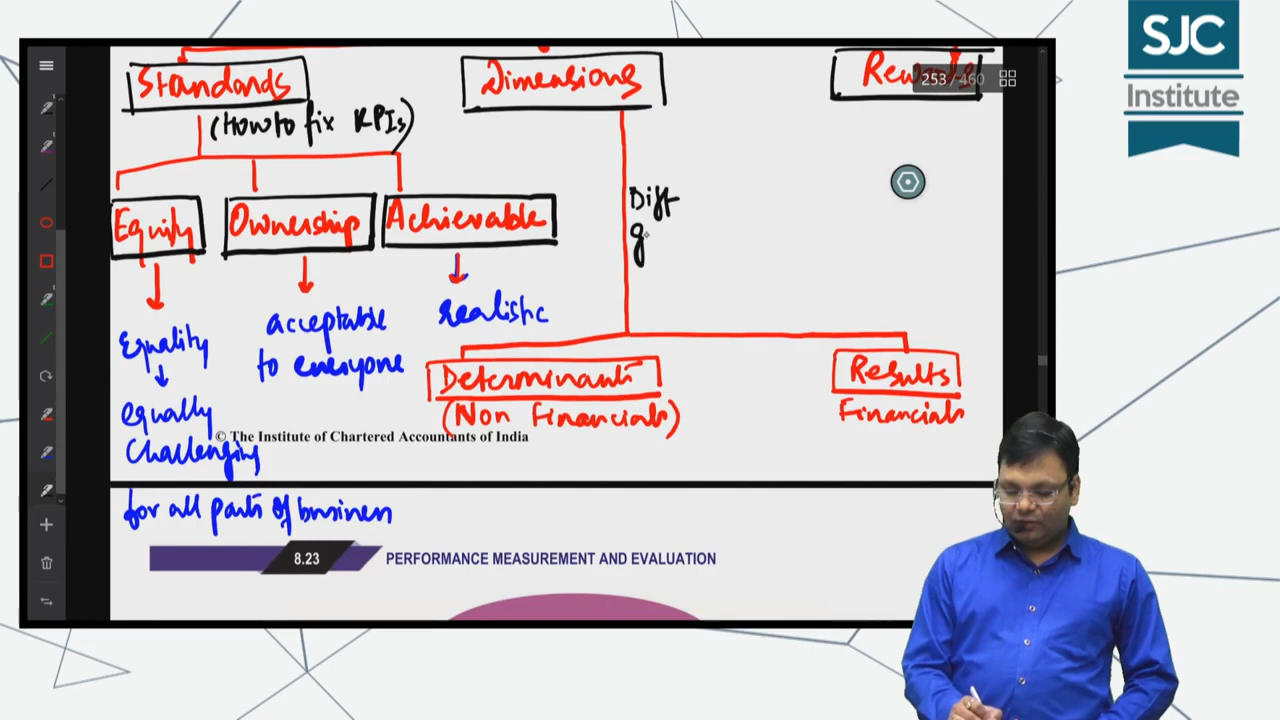 SJC
Institute
Standards
Dimensions
Rewards
253 / 460
(How to fix KPIs)
Equity
Ownership
Achievable
Diff
g
Equality
equally
Challenging
for all parts of business
acceptable
to everyone
realistic
Determinants
(Non Financials)
Results
Financials
© The Institute of Chartered Accountants of India
8.23
PERFORMANCE MEASUREMENT AND EVALUATION